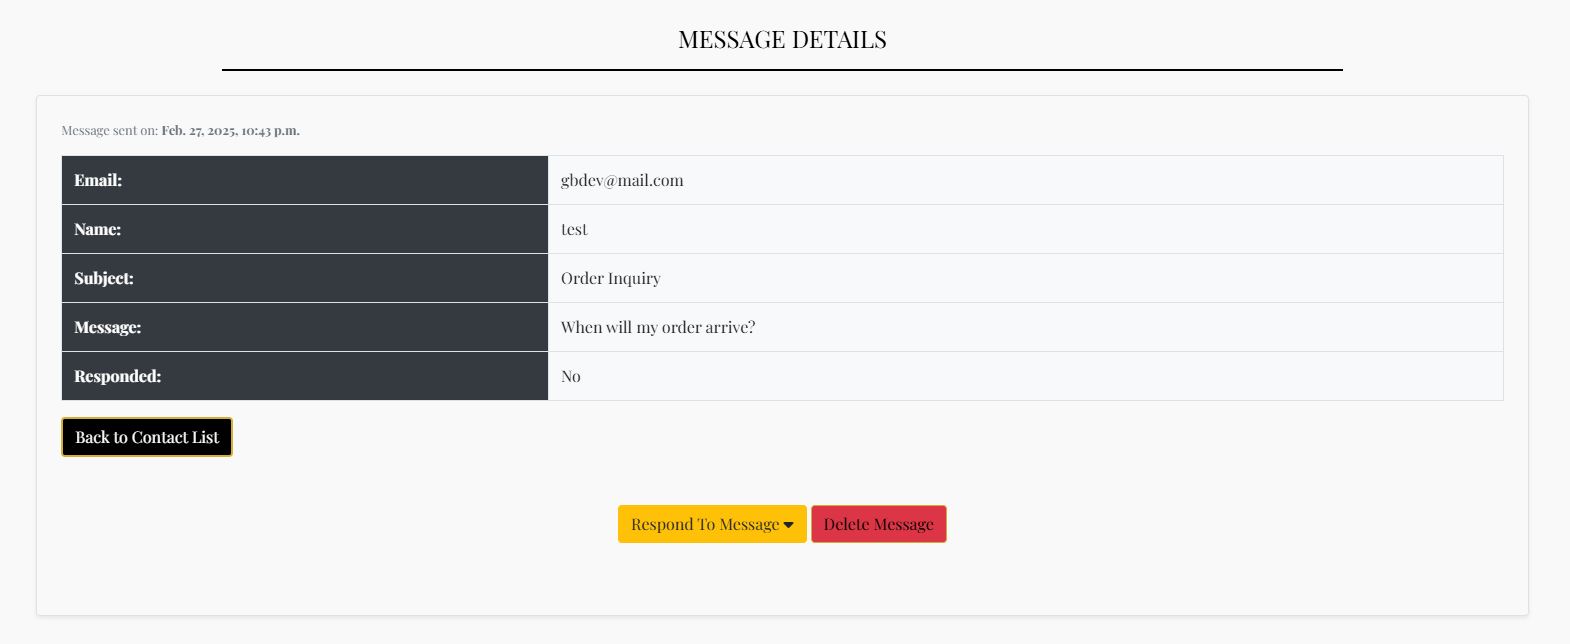 MESSAGE DETAILS
Message sent on: Feb. 27, 2025, 10:43 p.m.
Email: gbdev@mail.com
Name: test
Subject: Order Inquiry
Message: When will my order arrive?
Responded: No
Back to Contact List
Respond To Message Delete Message